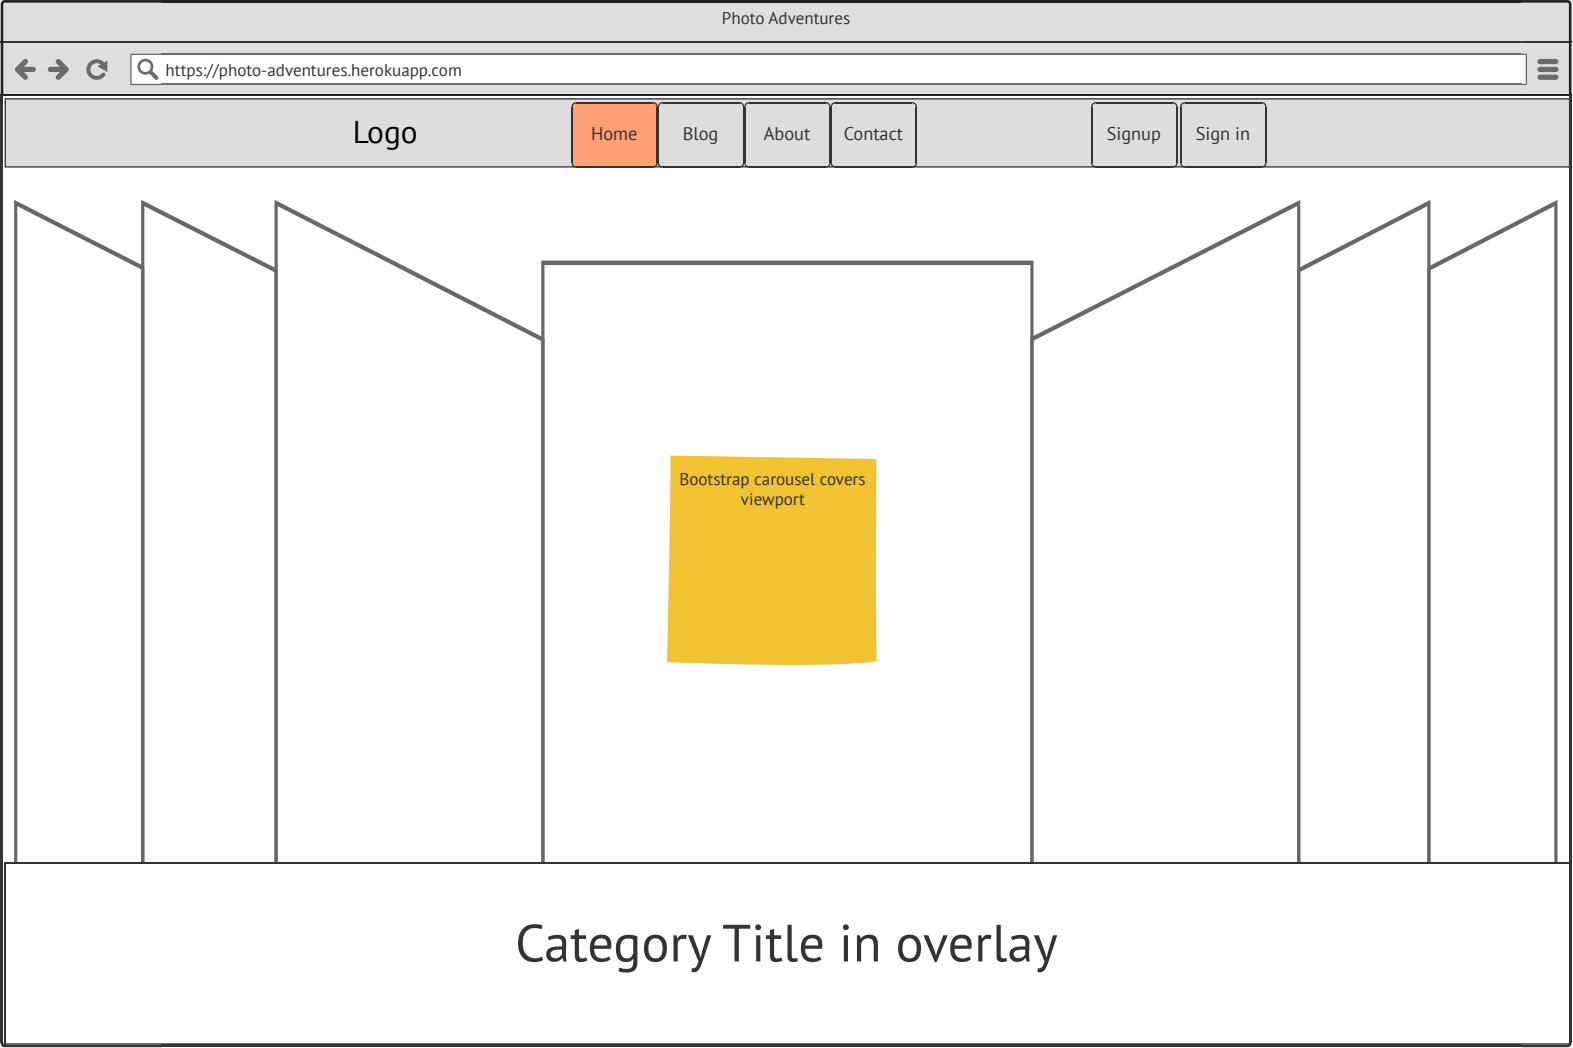 Photo Adventures
https://photo-adventures.herokuapp.com
Logo
Home
Blog
About
Contact
Signup
Sign in
Bootstrap carousel covers
viewport
Category Title in overlay